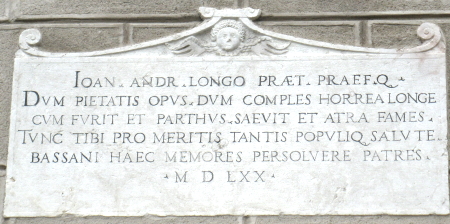 IOAN. ANDR. LONGO PRÆT. PRAEF.Q.
DVM PIETATIS OPVS. DVM COMPLES HORREA LONGE
CVM FVRIT ET PARTHVS. SAEVIT ET ATRA FAMES.
TVNC TIBI PRO MERITIS TANTIS POPVLIQ SALVTE
BASSANI HAEC MEMORES PERSOLVERE PATRES.
M D LXX